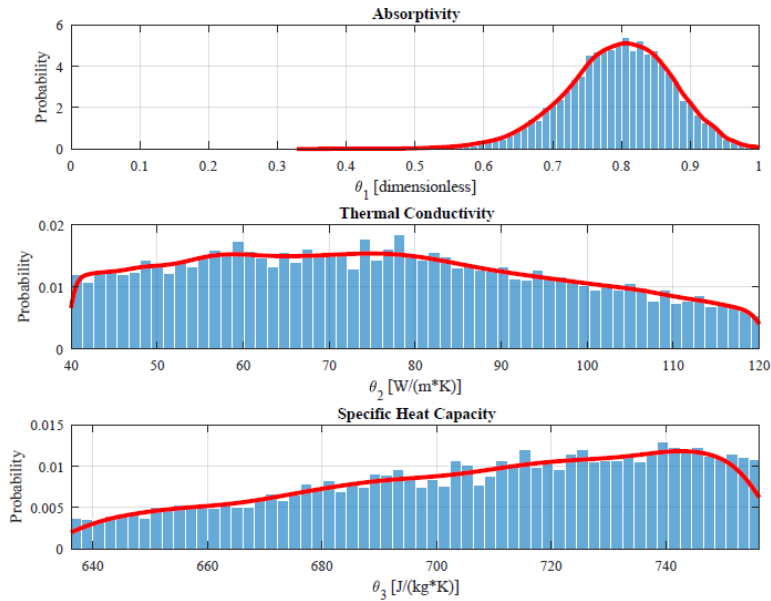 Absorptivity
6
4
2
0
Probability
0 0.1 0.2 0.3 0.4 0.5 0.6 0.7 0.8 0.9 1
θ1 [dimensionless]
Thermal Conductivity
0.02
0.01
0
Probability
40 50 60 70 80 90 100 110 120
θ2 [W/(m*K)]
Specific Heat Capacity
0.015
0.01
0.005
0
Probability
640 660 680 700 720 740
θ3 [J/(kg*K)]